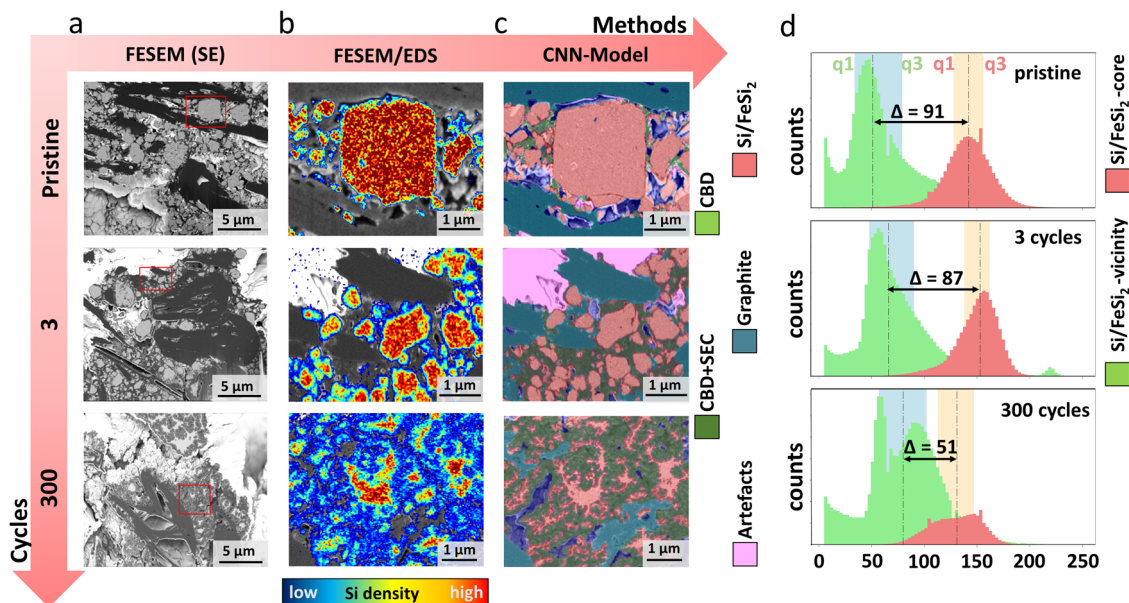 a
b
c
Methods
d
FESEM (SE)
FESEM/EDS
CNN-Model
Pristine
5 µm
1 µm
1 µm
3
5 µm
1 µm
1 µm
300
5 µm
1 µm
1 µm
Cycles
low Si density high
Si/FeSi₂
CBD
Graphite
CBD+SEC
Artefacts
q1 q3 q1 q3
pristine
Δ = 91
counts
3 cycles
Δ = 87
counts
300 cycles
Δ = 51
counts
0 50 100 150 200 250
Si/FeSi₂-core
Si/FeSi₂-vicinity